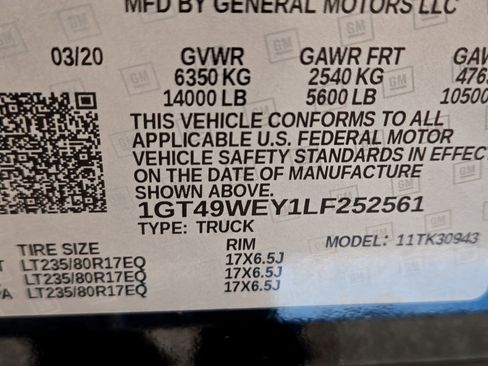 MFD BY GENERAL MOTORS LLC
03/20 GVWR GAWR FRT
6350 KG 2540 KG 476
14000 LB 5600 LB 10500
THIS VEHICLE CONFORMS TO ALL
APPLICABLE U.S. FEDERAL MOTOR
VEHICLE SAFETY STANDARDS IN EFFEC
ON THE DATE OF MANUFACTURE
SHOWN ABOVE.
1GT49WEY1LF252561
TYPE: TRUCK
MODEL: 11TK30943
TIRE SIZE RIM
LT235/80R17EQ 17X6.5J
LT235/80R17EQ 17X6.5J
PA LT235/80R17EQ 17X6.5J